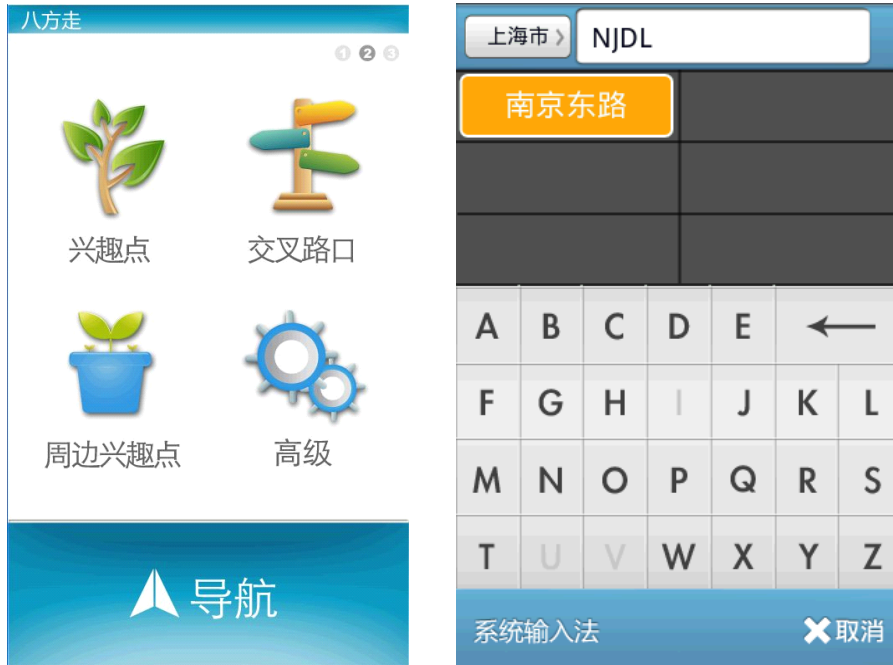 八方走
1 2 3
兴趣点 交叉路口
周边兴趣点 高级
导航
上海市 NJDL
南京东路
A B C D E
F G H I J K L
M N O P Q R S
T U V W X Y Z
系统输入法 取消